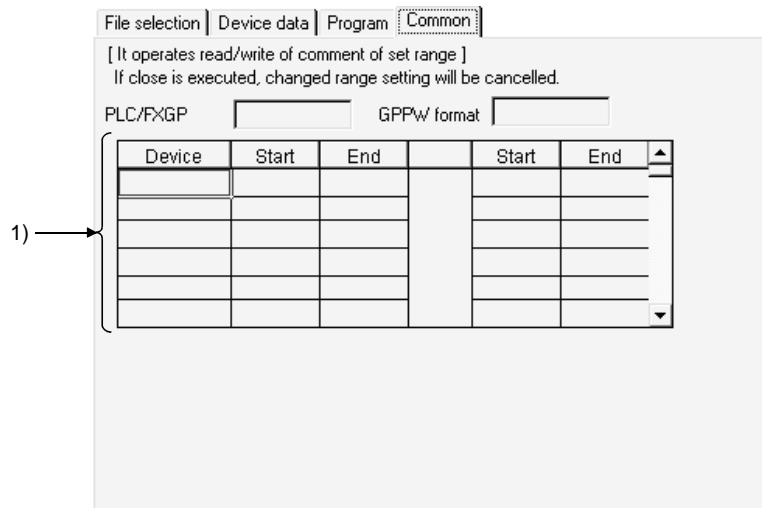 File selection Device data Program Common
[ It operates read/write of comment of set range ]
If close is executed, changed range setting will be cancelled.
PLC/FXGP GPPW format
Device Start End Start End
1)